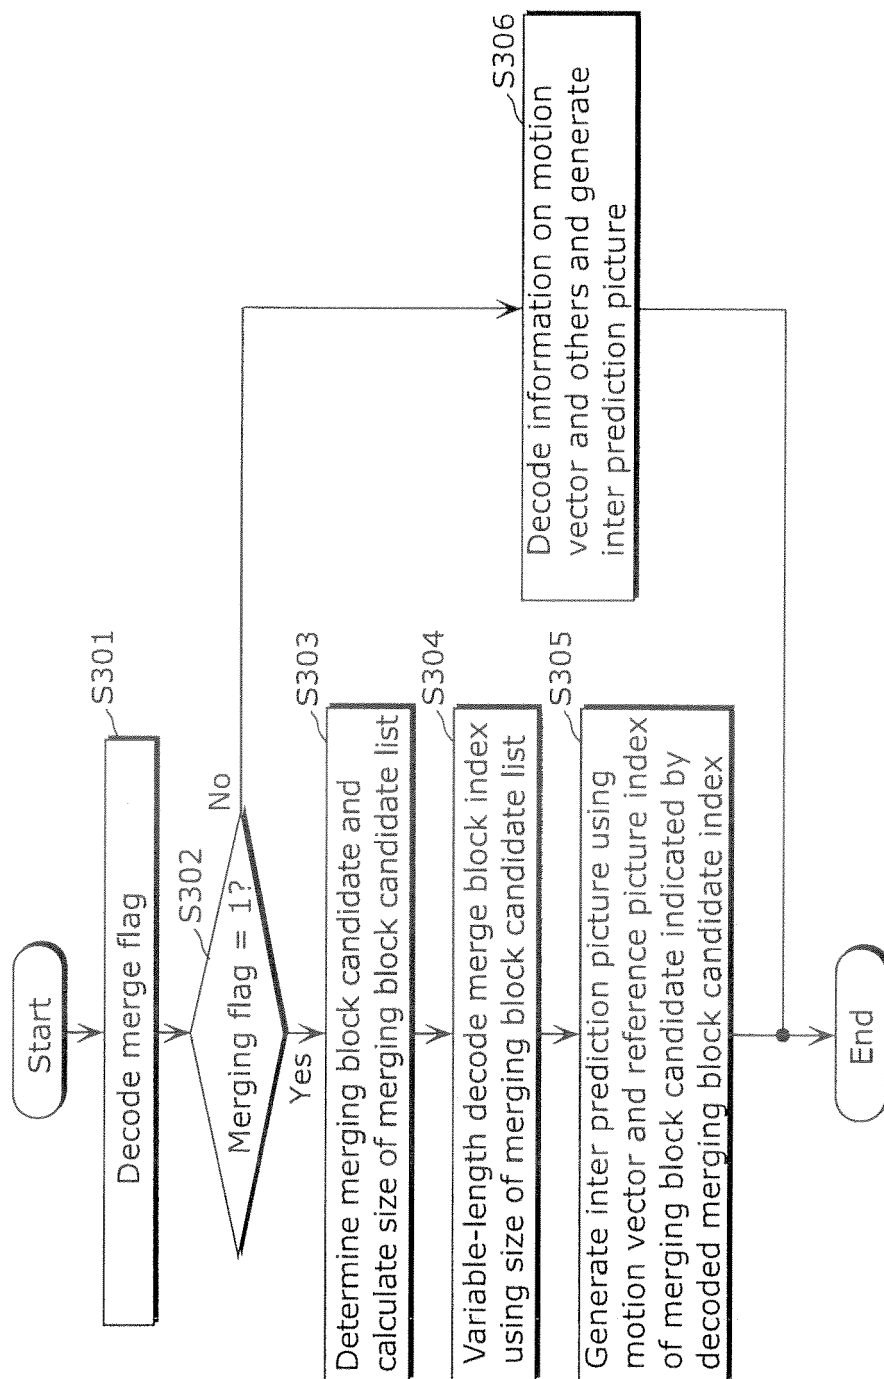 Start
S301
Decode merge flag
S302
Merging flag = 1?
No
Yes
S303
Determine merging block candidate and
calculate size of merging block candidate list
S304
Variable-length decode merge block index
using size of merging block candidate list
S305
Generate inter prediction picture using
motion vector and reference picture index
of merging block candidate indicated by
decoded merging block candidate index
S306
Decode information on motion
vector and others and generate
inter prediction picture
End